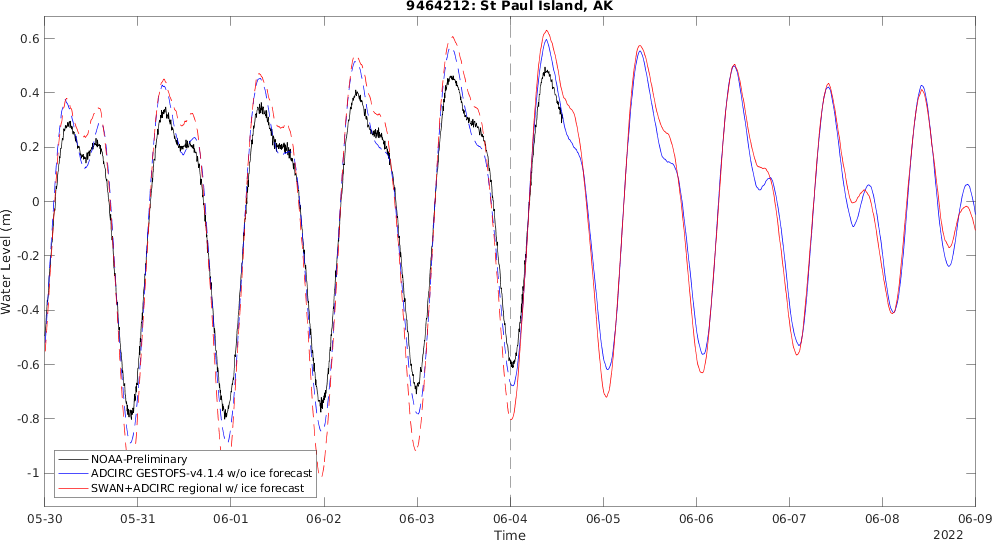 9464212: St Paul Island, AK
Water Level (m)
0.6
0.4
0.2
0
-0.2
-0.4
-0.6
-0.8
-1
NOAA-Preliminary
ADCIRC GESTOFS-v4.1.4 w/o ice forecast
SWAN+ADCIRC regional w/ ice forecast
05-30 05-31 06-01 06-02 06-03 06-04 06-05 06-06 06-07 06-08 06-09
Time
2022